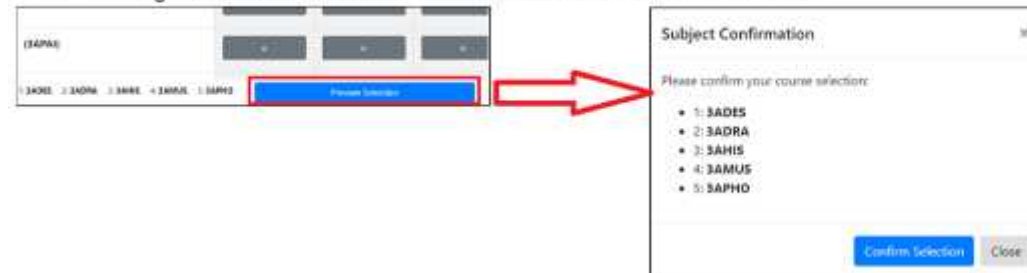 (3APAI)
1: 3ADES 2: 3ADRA 3: 3AHIS 4: 3AMUS 5: 3APHO
Preview Selection
Subject Confirmation
Please confirm your course selection:
• 1: 3ADES
• 2: 3ADRA
• 3: 3AHIS
• 4: 3AMUS
• 5: 3APHO
Confirm Selection Close